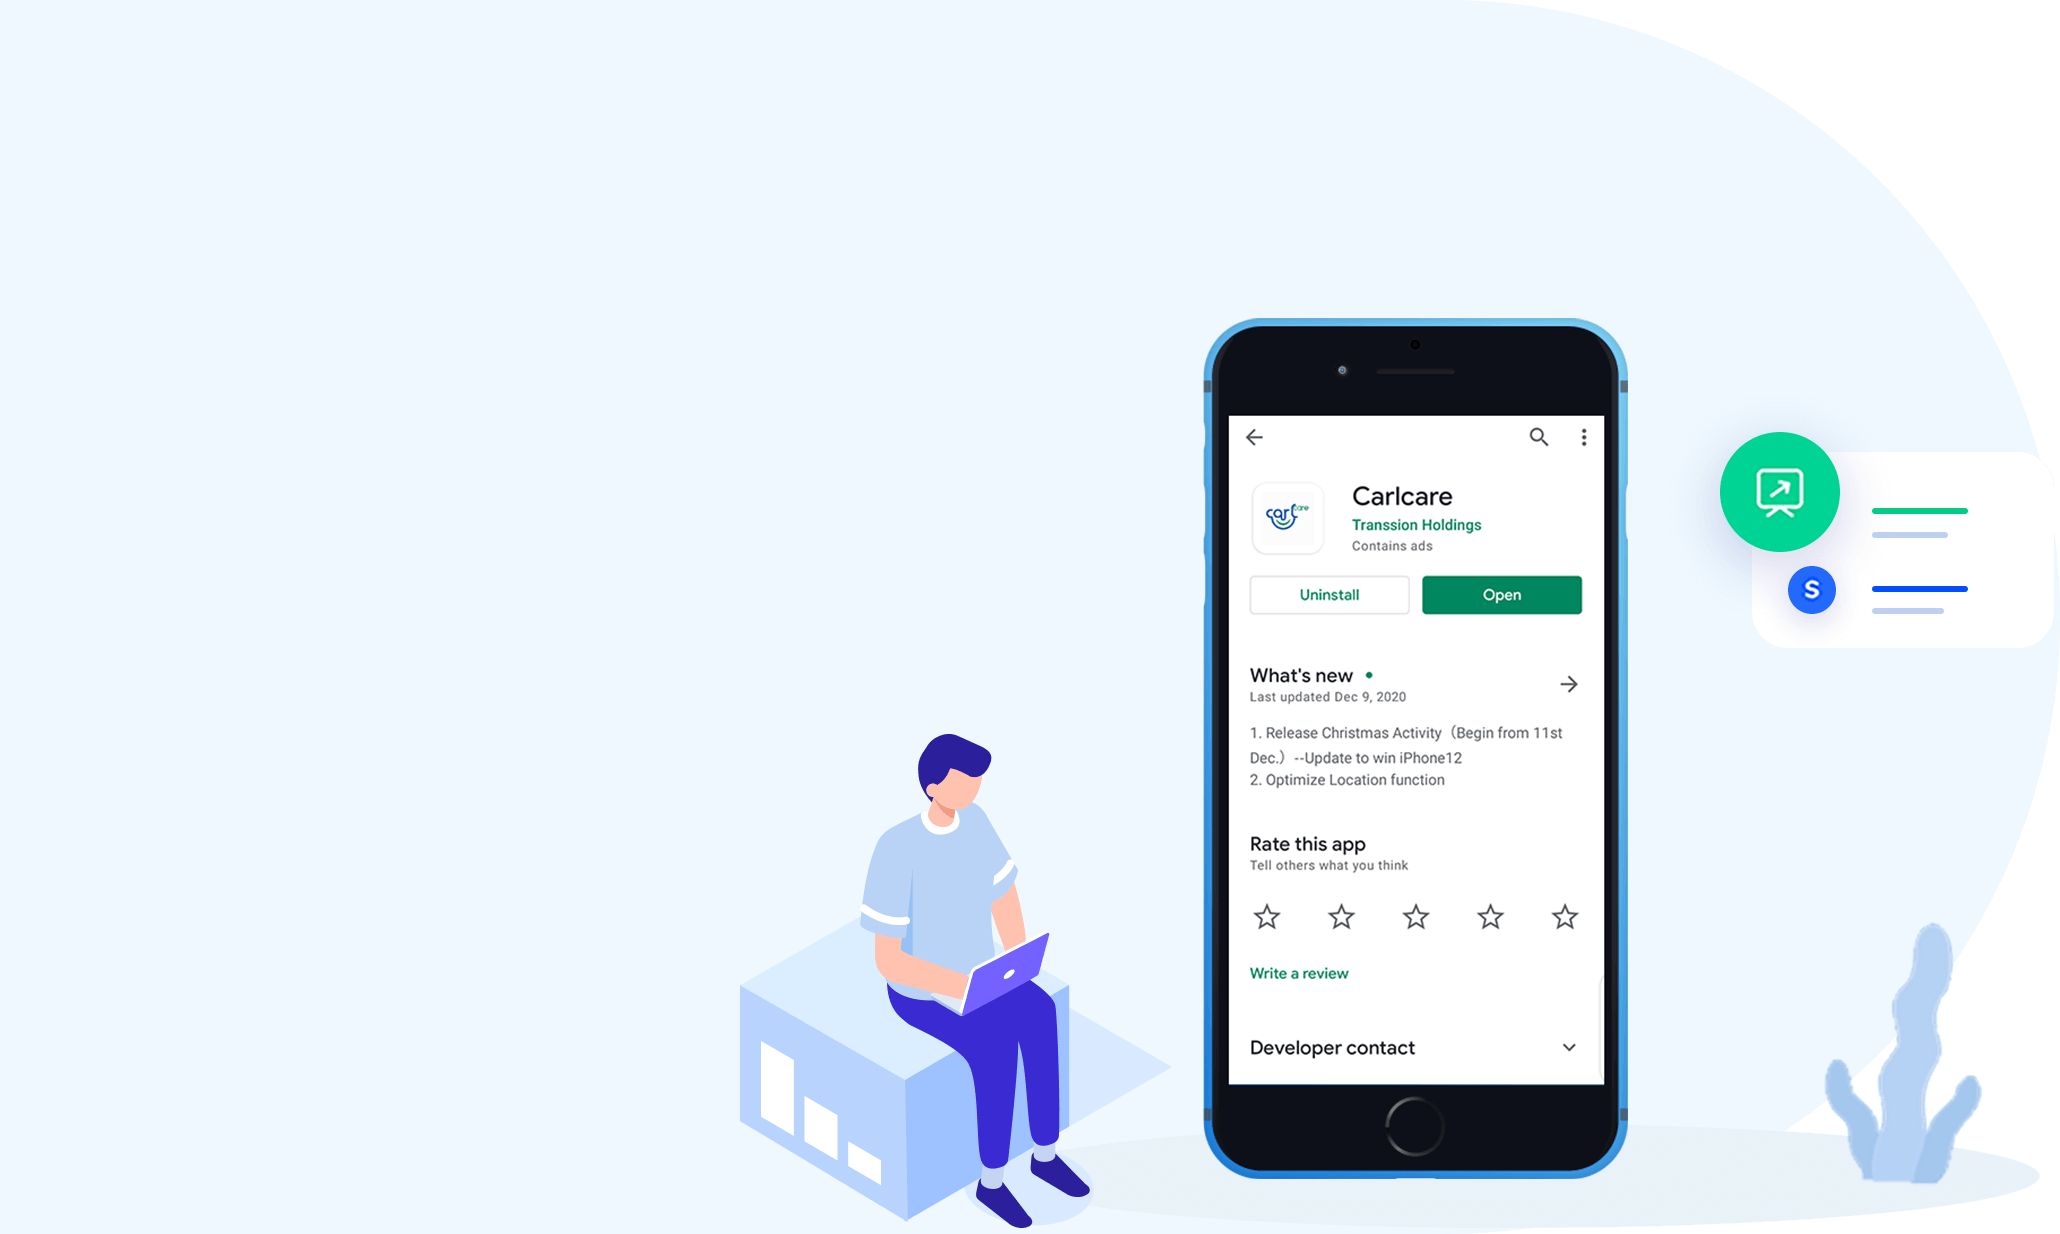 Carlcare
carl care
Transsion Holdings
Contains ads
Uninstall
Open
What's new
Last updated Dec 9, 2020
1. Release Christmas Activity（Begin from 11st
Dec.）--Update to win iPhone12
2. Optimize Location function
Rate this app
Tell others what you think
Write a review
Developer contact
S